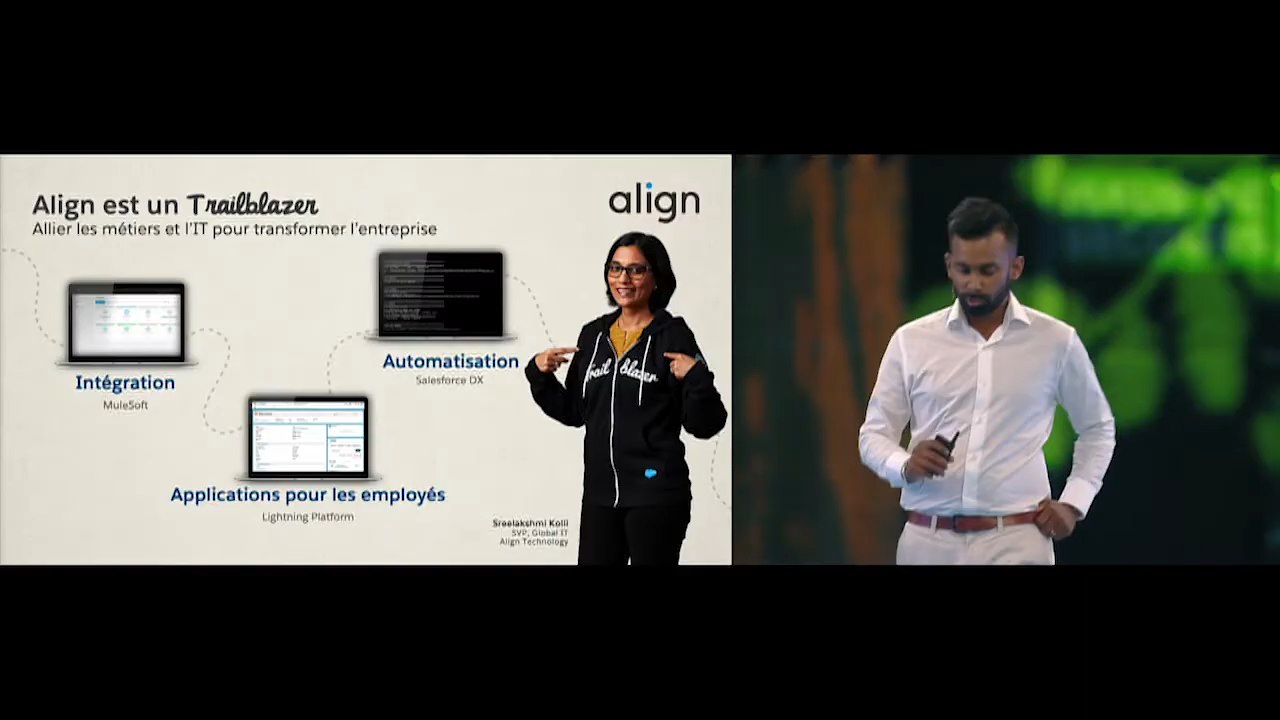 Align est un Trailblazer
Allier les métiers et l'IT pour transformer l'entreprise
align
Intégration
MuleSoft
Automatisation
Salesforce DX
Applications pour les employés
Lightning Platform
Trail blazer
Sreelakshmi Kolli
SVP, Global IT
Align Technology